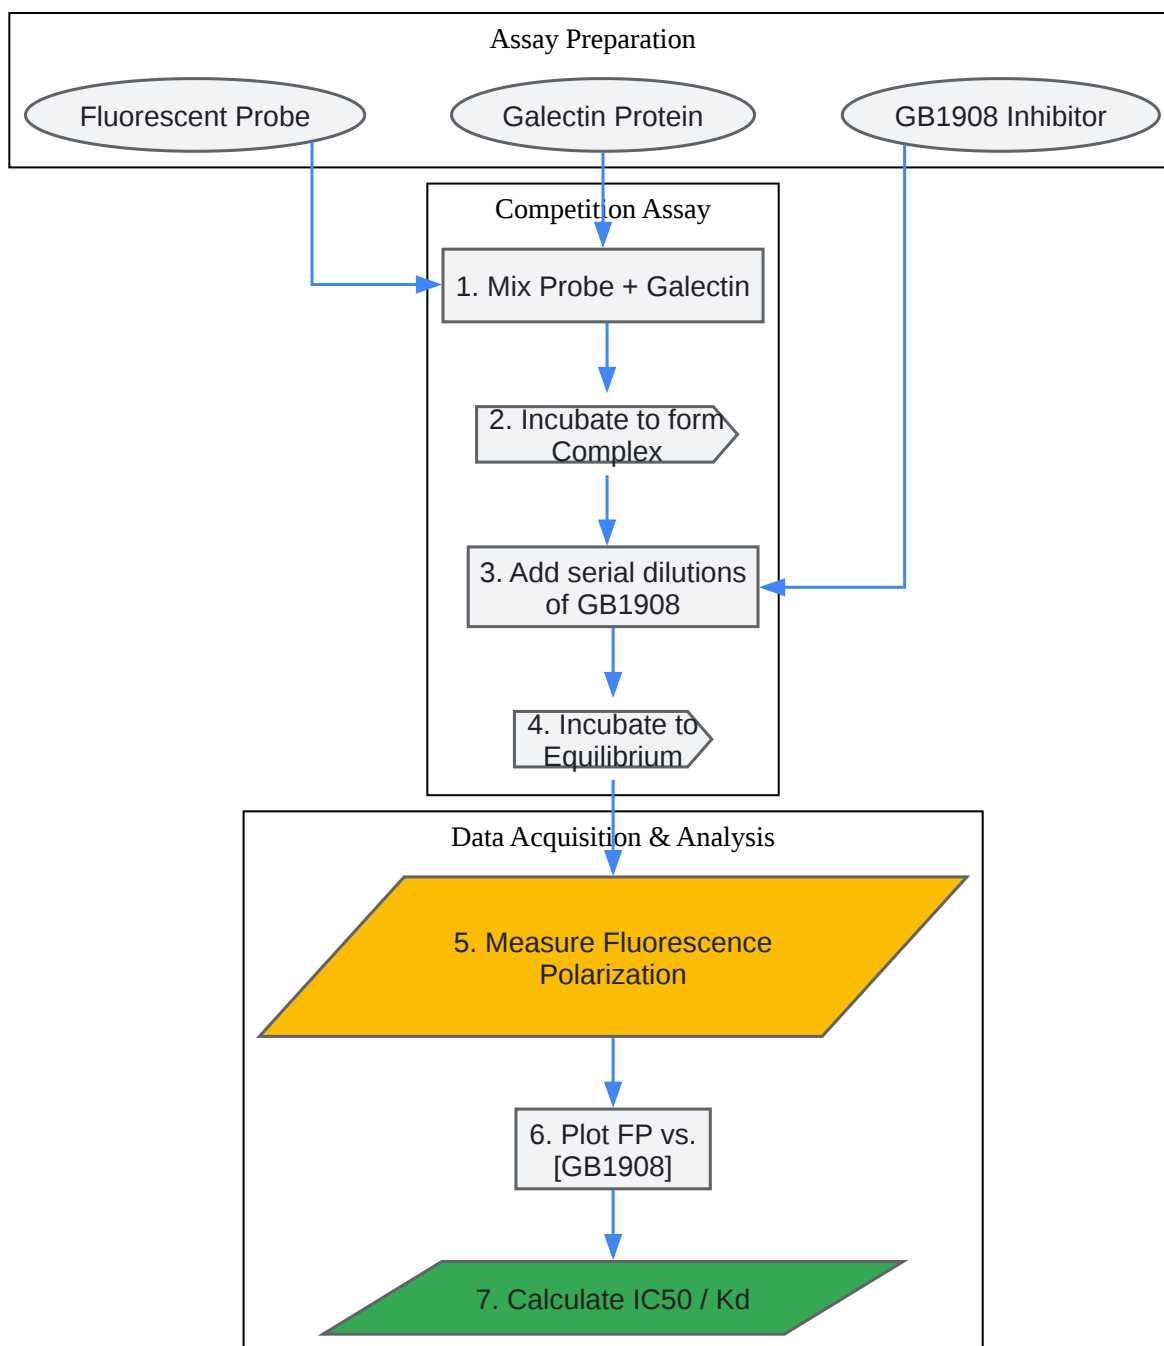 Assay Preparation
Fluorescent Probe
Galectin Protein
GB1908 Inhibitor
Competition Assay
1. Mix Probe + Galectin
2. Incubate to form
Complex
3. Add serial dilutions
of GB1908
4. Incubate to
Equilibrium
Data Acquisition & Analysis
5. Measure Fluorescence
Polarization
6. Plot FP vs.
[GB1908]
7. Calculate IC50 / Kd